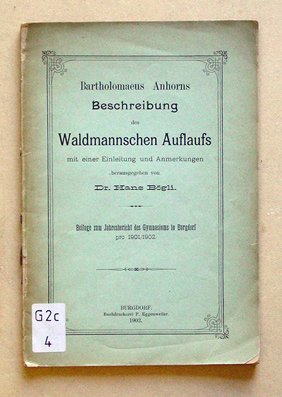 Bartholomaeus Anhorns
Beschreibung
des
Waldmannschen Auflaufs
mit einer Einleitung und Anmerkungen
herausgegeben von
Dr. Hans Bögli.
Beilage zum Jahresbericht des Gymnasiums in Burgdorf
pro 1901/1902.
BURGDORF.
Buchdruckerei P. Eggenweiler
1902.
G2c
4